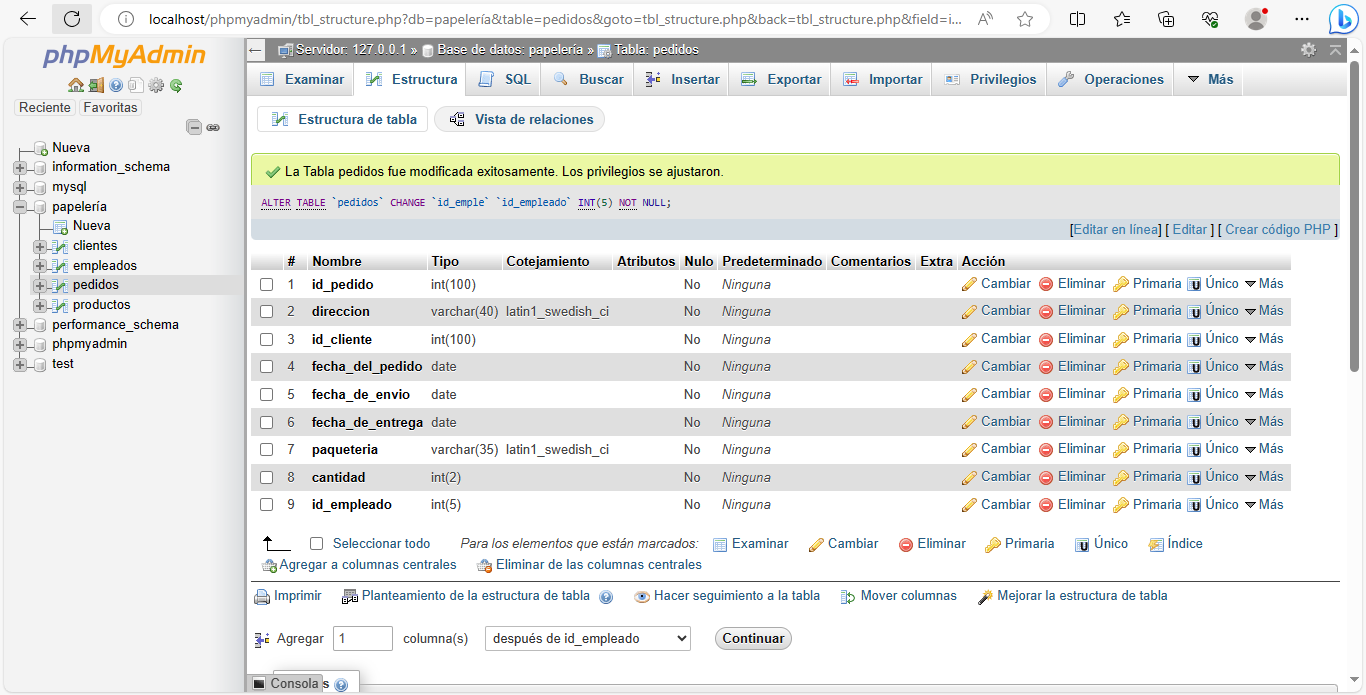 localhost/phpmyadmin/tbl_structure.php?db=papelería&table=pedidos&goto=tbl_structure.php&back=tbl_structure.php&field=i...
phpMyAdmin
Reciente Favoritas
Nueva
information_schema
mysql
papelería
Nueva
clientes
empleados
pedidos
productos
performance_schema
phpmyadmin
test
Servidor: 127.0.0.1 » Base de datos: papelería » Tabla: pedidos
Examinar Estructura SQL Buscar Insertar Exportar Importar Privilegios Operaciones Más
Estructura de tabla Vista de relaciones
La Tabla pedidos fue modificada exitosamente. Los privilegios se ajustaron.
ALTER TABLE `pedidos` CHANGE `id_emple` `id_empleado` INT(5) NOT NULL;
[Editar en línea] [ Editar ] [ Crear código PHP ]
# Nombre Tipo Cotejamiento Atributos Nulo Predeterminado Comentarios Extra Acción
1 id_pedido int(100) No Ninguna Cambiar Eliminar Primaria Único Más
2 direccion varchar(40) latin1_swedish_ci No Ninguna Cambiar Eliminar Primaria Único Más
3 id_cliente int(100) No Ninguna Cambiar Eliminar Primaria Único Más
4 fecha_del_pedido date No Ninguna Cambiar Eliminar Primaria Único Más
5 fecha_de_envio date No Ninguna Cambiar Eliminar Primaria Único Más
6 fecha_de_entrega date No Ninguna Cambiar Eliminar Primaria Único Más
7 paqueteria varchar(35) latin1_swedish_ci No Ninguna Cambiar Eliminar Primaria Único Más
8 cantidad int(2) No Ninguna Cambiar Eliminar Primaria Único Más
9 id_empleado int(5) No Ninguna Cambiar Eliminar Primaria Único Más
Seleccionar todo Para los elementos que están marcados: Examinar Cambiar Eliminar Primaria Único Índice
Agregar a columnas centrales Eliminar de las columnas centrales
Imprimir Planteamiento de la estructura de tabla Hacer seguimiento a la tabla Mover columnas Mejorar la estructura de tabla
Agregar 1 columna(s) después de id_empleado Continuar
Consola